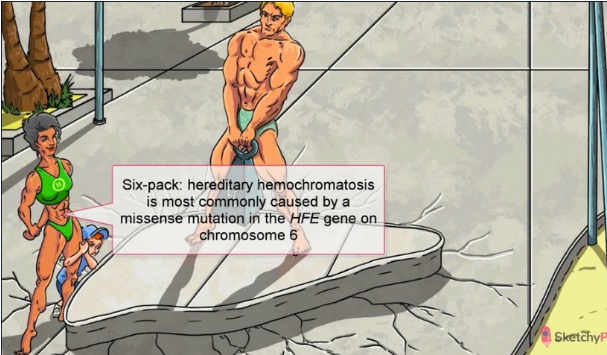 Six-pack: hereditary hemochromatosis
is most commonly caused by a
missense mutation in the HFE gene on
chromosome 6
SketchyP